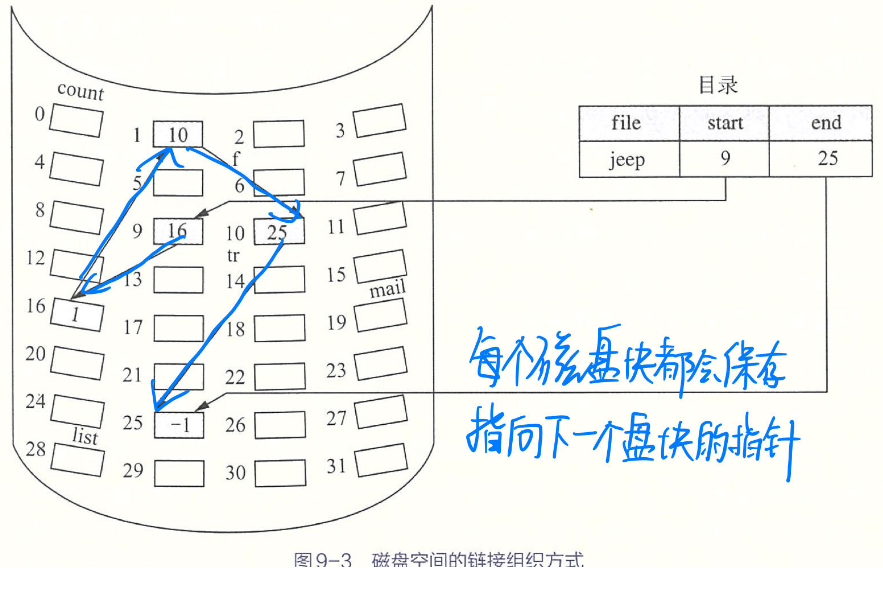 目录
file start end
jeep 9 25
count
0
1 10 2 3
f
4 5 6 7
8 9 16 10 25 11
tr
12 13 14 15
mail
16 1 17 18 19
20 21 22 23
24 25 -1 26 27
list
28 29 30 31
每个磁盘块都会保存
指向下一个盘块的指针
图9-3 磁盘空间的链接组织方式